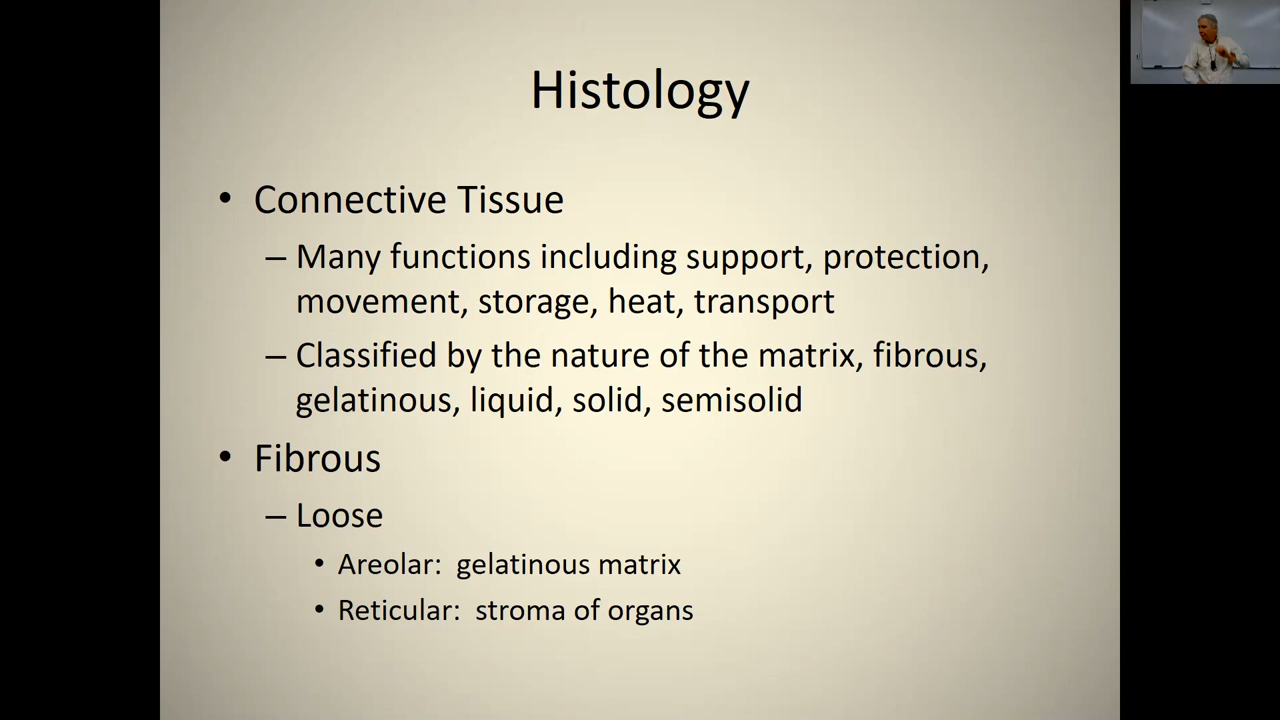 Histology
• Connective Tissue
– Many functions including support, protection,
movement, storage, heat, transport
– Classified by the nature of the matrix, fibrous,
gelatinous, liquid, solid, semisolid
• Fibrous
– Loose
• Areolar:  gelatinous matrix
• Reticular:  stroma of organs